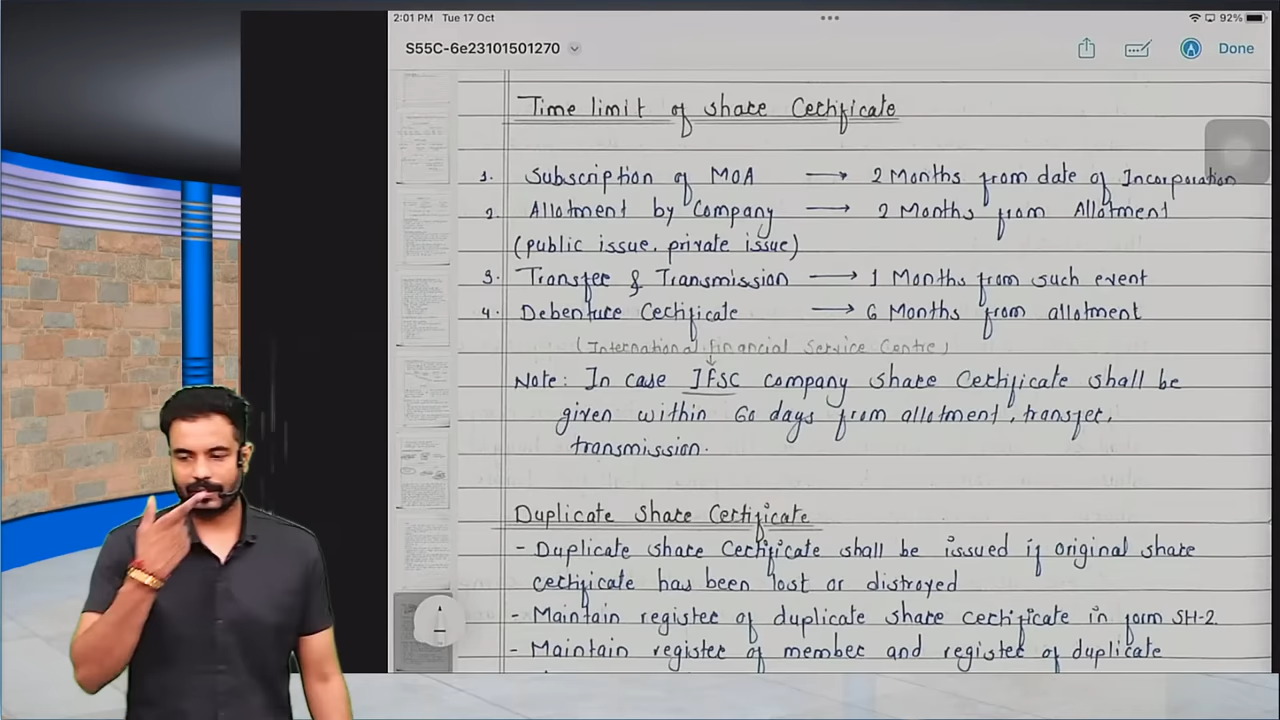 2:01 PM Tue 17 Oct
92%
S55C-6e23101501270
Done
Time limit of share Certificate
1. Subscription of MOA → 2 Months from date of Incorporation
2. Allotment by Company → 2 Months from Allotment
(public issue, private issue)
3. Transfer & Transmission → 1 Months from such event
4. Debenture Certificate → 6 Months from allotment
(International Financial Service Centre)
Note: In case IFSC company share Certificate shall be
given within 60 days from allotment, transfer,
transmission.
Duplicate Share Certificate
- Duplicate share Certificate shall be issued if original share
certificate has been lost or distroyed
- Maintain register of duplicate share certificate in form SH-2.
- Maintain register of member and register of duplicate